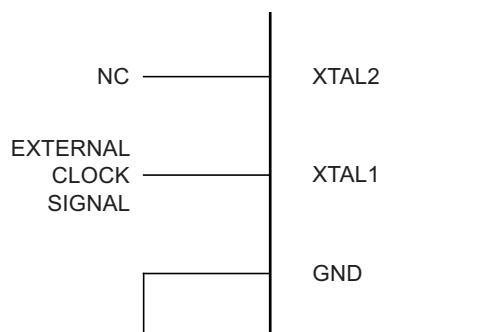 NC
XTAL2
EXTERNAL
CLOCK
SIGNAL
XTAL1
GND